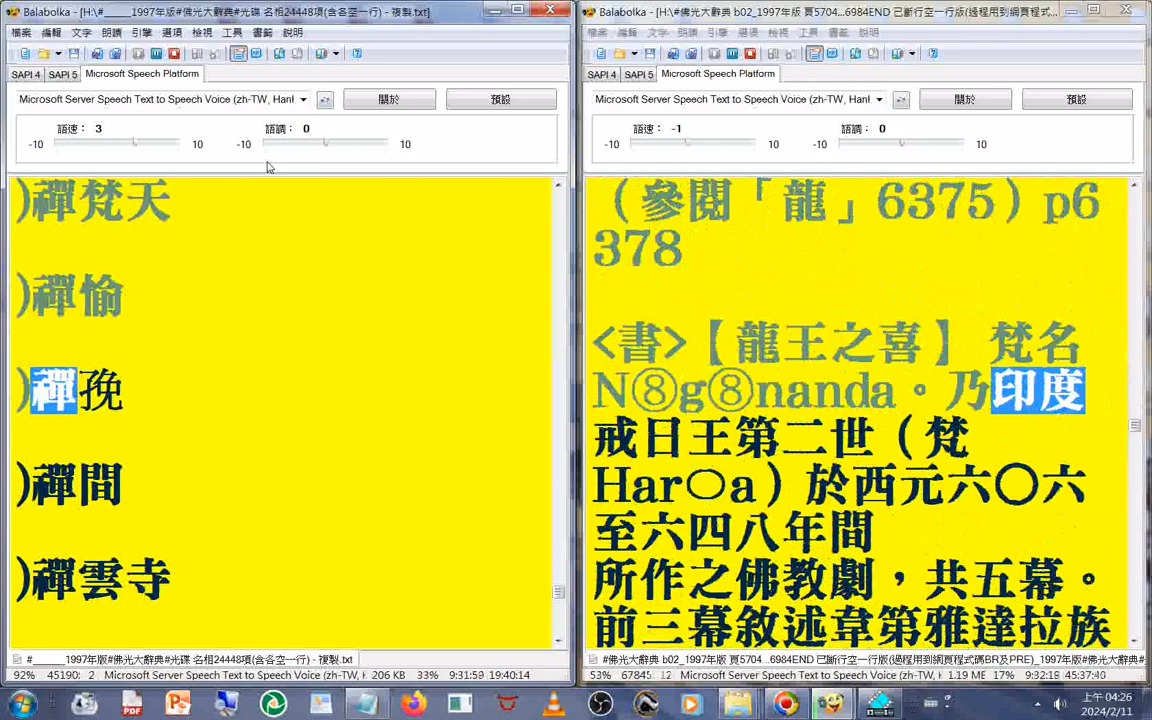 Balabolka - [H:\#_____1997年版#佛光大辭典#光碟 名相24448項(含各空一行) - 複製.txt]
檔案 編輯 文字 朗讀 引擎 選項 檢視 工具 書籤 說明
SAPI 4 SAPI 5 Microsoft Speech Platform
Microsoft Server Speech Text to Speech Voice (zh-TW, Hanl
關於
預設
語速： 3
語調： 0
-10 10 -10 10
)禪梵天
)禪愉
)禪孢
)禪間
)禪雲寺
#_____1997年版#佛光大辭典#光碟 名相24448項(含各空一行) - 複製.txt
92% 45190: 2 Microsoft Server Speech Text to Speech Voice (zh-TW, H 206 KB 33% 9:31:59 19:40:14
Balabolka - [H:\#佛光大辭典 b02_1997年版 頁5704...6984END 已斷行空一行版(過程用到網頁程式...
檔案 編輯 文字 朗讀 引擎 選項 檢視 工具 書籤 說明
SAPI 4 SAPI 5 Microsoft Speech Platform
Microsoft Server Speech Text to Speech Voice (zh-TW, Hanl
關於
預設
語速： -1
語調： 0
-10 10 -10 10
（參閱「龍」6375）p6
378
<書>【龍王之喜】 梵名
N⑧g⑧nanda。乃印度
戒日王第二世（梵
Har○a）於西元六〇六
至六四八年間
所作之佛教劇，共五幕。
前三幕敘述韋第雅達拉族
#佛光大辭典 b02_1997年版 頁5704...6984END 已斷行空一行版(過程用到網頁程式碼BR及PRE)_1997年版#佛光大辭典#
53% 67845 Microsoft Server Speech Text to Speech Voice (zh-TW, H 1.19 ME 17% 9:32:18 45:37:40
上午 04:26
2024/2/11